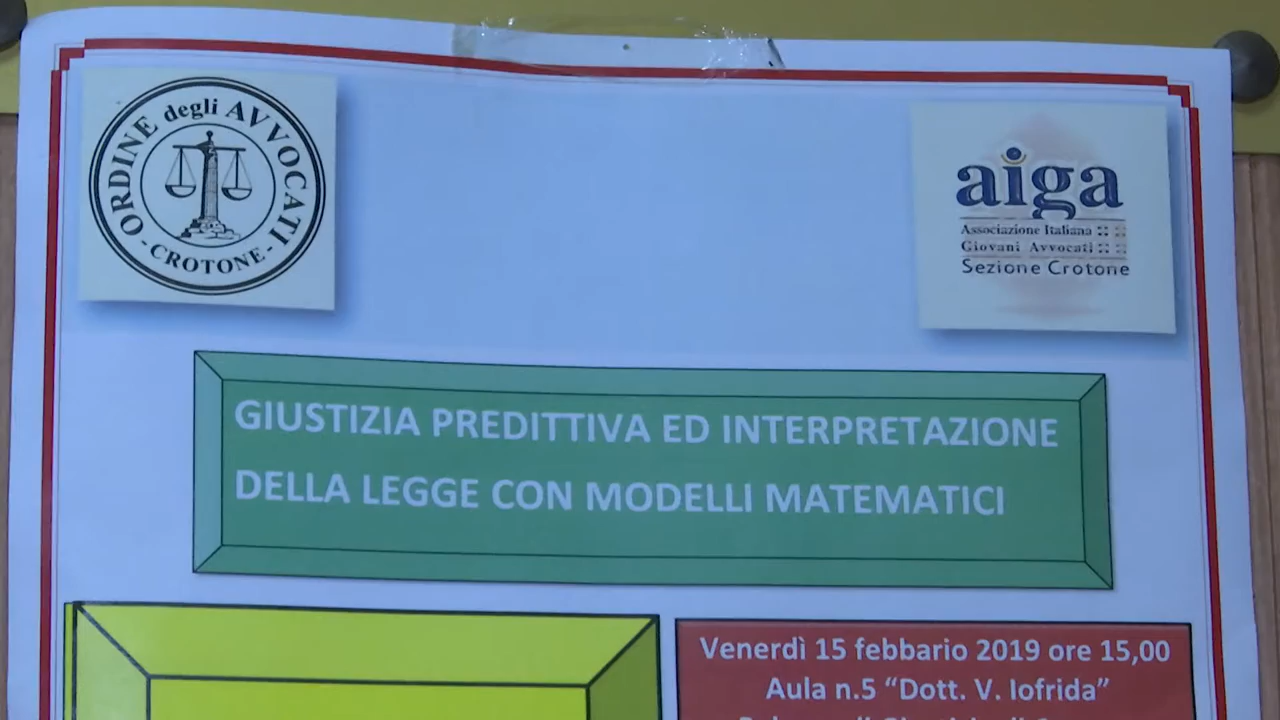 ORDINE degli AVVOCATI
- CROTONE -
aiga
Associazione Italiana
Giovani Avvocati
Sezione Crotone
GIUSTIZIA PREDITTIVA ED INTERPRETAZIONE
DELLA LEGGE CON MODELLI MATEMATICI
Venerdì 15 febbario 2019 ore 15,00
Aula n.5 “Dott. V. Iofrida”